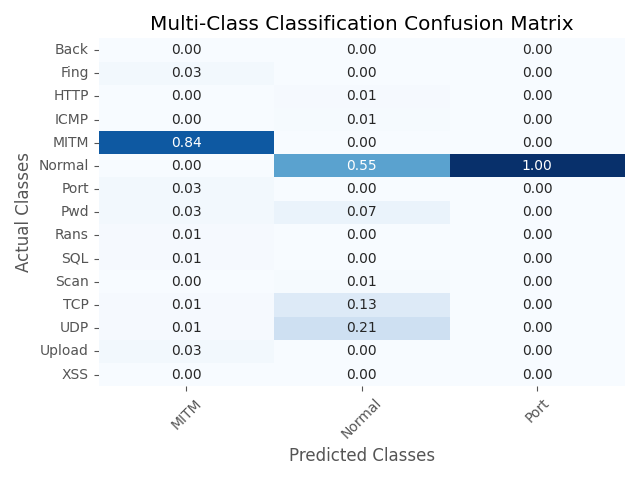 Multi-Class Classification Confusion Matrix
Actual Classes
Back 0.00 0.00 0.00
Fing 0.03 0.00 0.00
HTTP 0.00 0.01 0.00
ICMP 0.00 0.01 0.00
MITM 0.84 0.00 0.00
Normal 0.00 0.55 1.00
Port 0.03 0.00 0.00
Pwd 0.03 0.07 0.00
Rans 0.01 0.00 0.00
SQL 0.01 0.00 0.00
Scan 0.00 0.01 0.00
TCP 0.01 0.13 0.00
UDP 0.01 0.21 0.00
Upload 0.03 0.00 0.00
XSS 0.00 0.00 0.00
MITM Normal Port
Predicted Classes